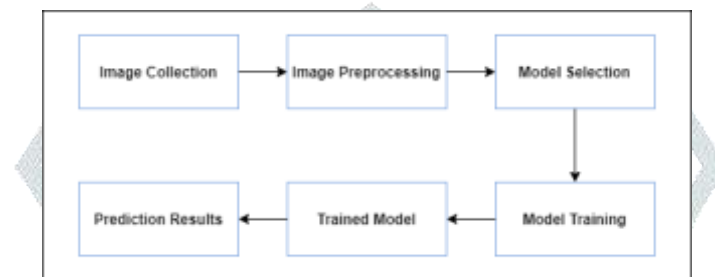 Image Collection
Image Preprocessing
Model Selection
Model Training
Trained Model
Prediction Results